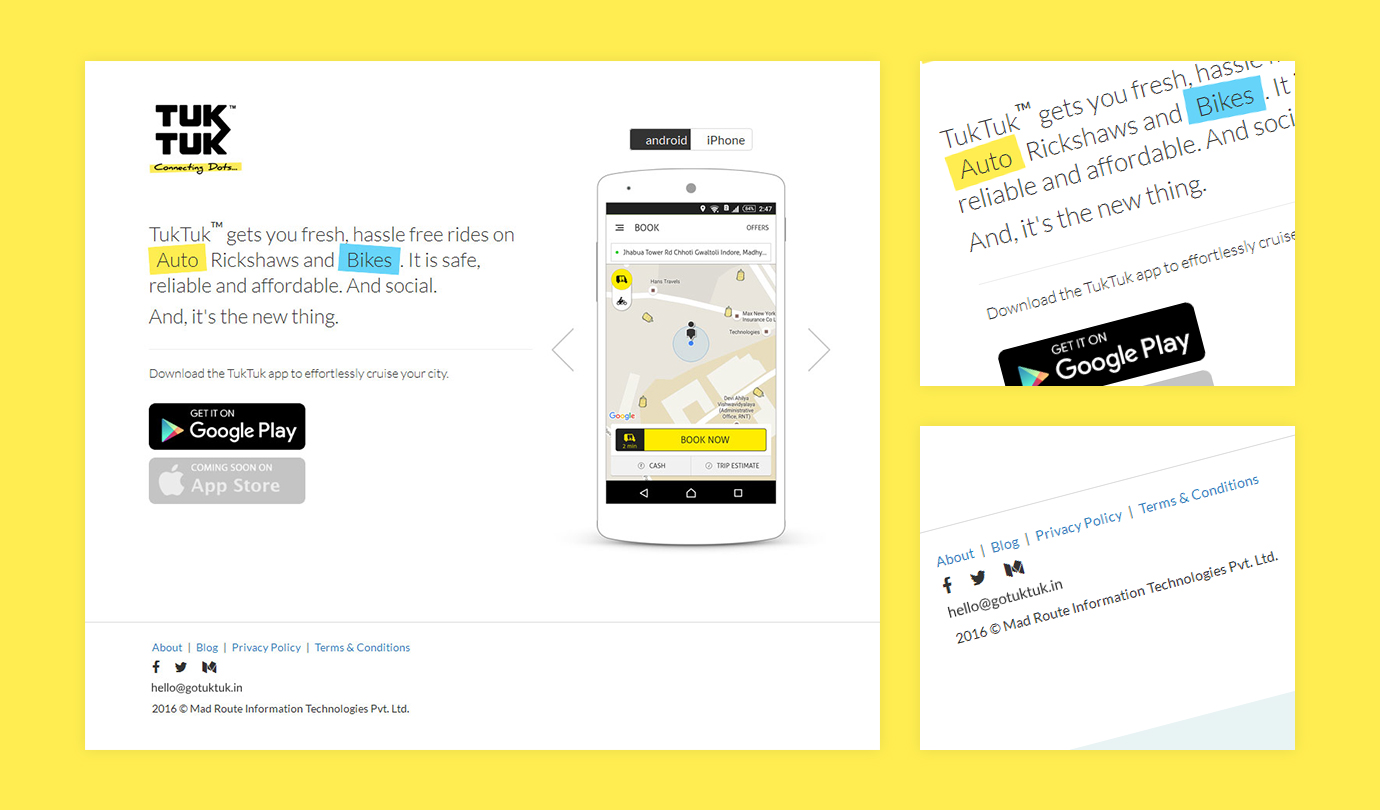 TUK™
TUK
Connecting Dots...
TukTuk™ gets you fresh, hassle free rides on
Auto Rickshaws and Bikes. It is safe,
reliable and affordable. And social.
And, it's the new thing.
Download the TukTuk app to effortlessly cruise your city.
GET IT ON
Google Play
COMING SOON ON
App Store
android iPhone
64% 2:47
BOOK OFFERS
Jhabua Tower Rd Chhoti Gwaltoli Indore, Madhy...
Hans Travels
Max New York
Insurance Co L
Technologies
Devi Ahilya
Vishwavidyalaya
(Administrative
Office, RNT)
Google
2 min BOOK NOW
CASH TRIP ESTIMATE
About | Blog | Privacy Policy | Terms & Conditions
hello@gotuktuk.in
2016 © Mad Route Information Technologies Pvt. Ltd.
TukTuk™ gets you fresh, hassle
Auto Rickshaws and Bikes. It
reliable and affordable. And soci
And, it's the new thing.
Download the TukTuk app to effortlessly cruise
GET IT ON
Google Play
About | Blog | Privacy Policy | Terms & Conditions
hello@gotuktuk.in
2016 © Mad Route Information Technologies Pvt. Ltd.